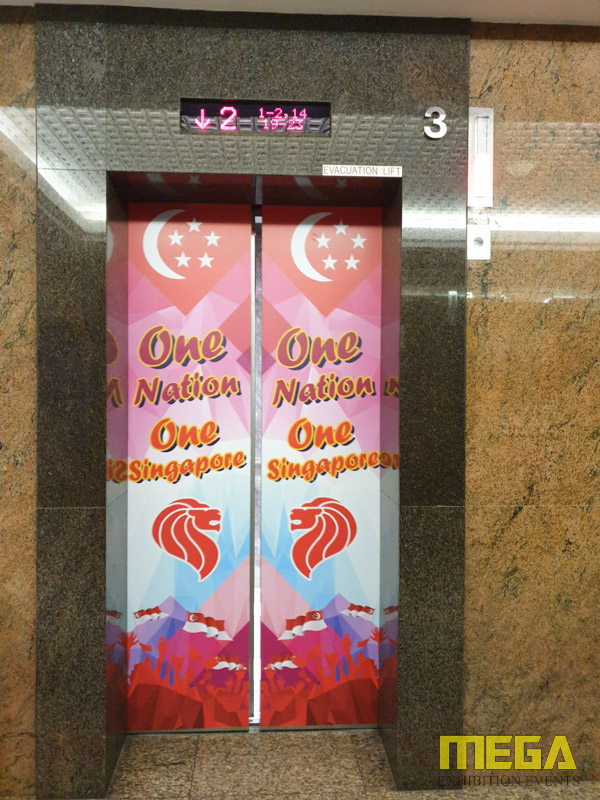 ↓2 1-2,14
19-23
3
EVACUATION LIFT
One
Nation
One
Singapore
One
Nation
One
Singapore
MEGA
EXHIBITION EVENTS